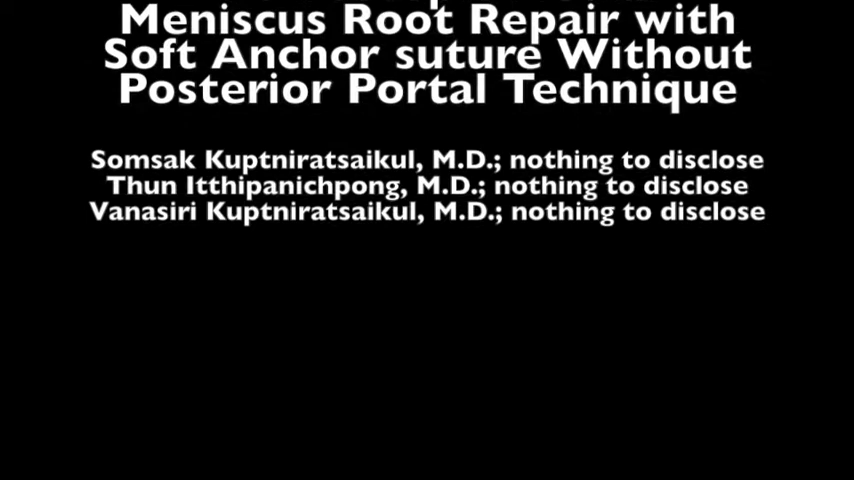 Meniscus Root Repair with
Soft Anchor suture Without
Posterior Portal Technique
Somsak Kuptniratsaikul, M.D.; nothing to disclose
Thun Itthipanichpong, M.D.; nothing to disclose
Vanasiri Kuptniratsaikul, M.D.; nothing to disclose